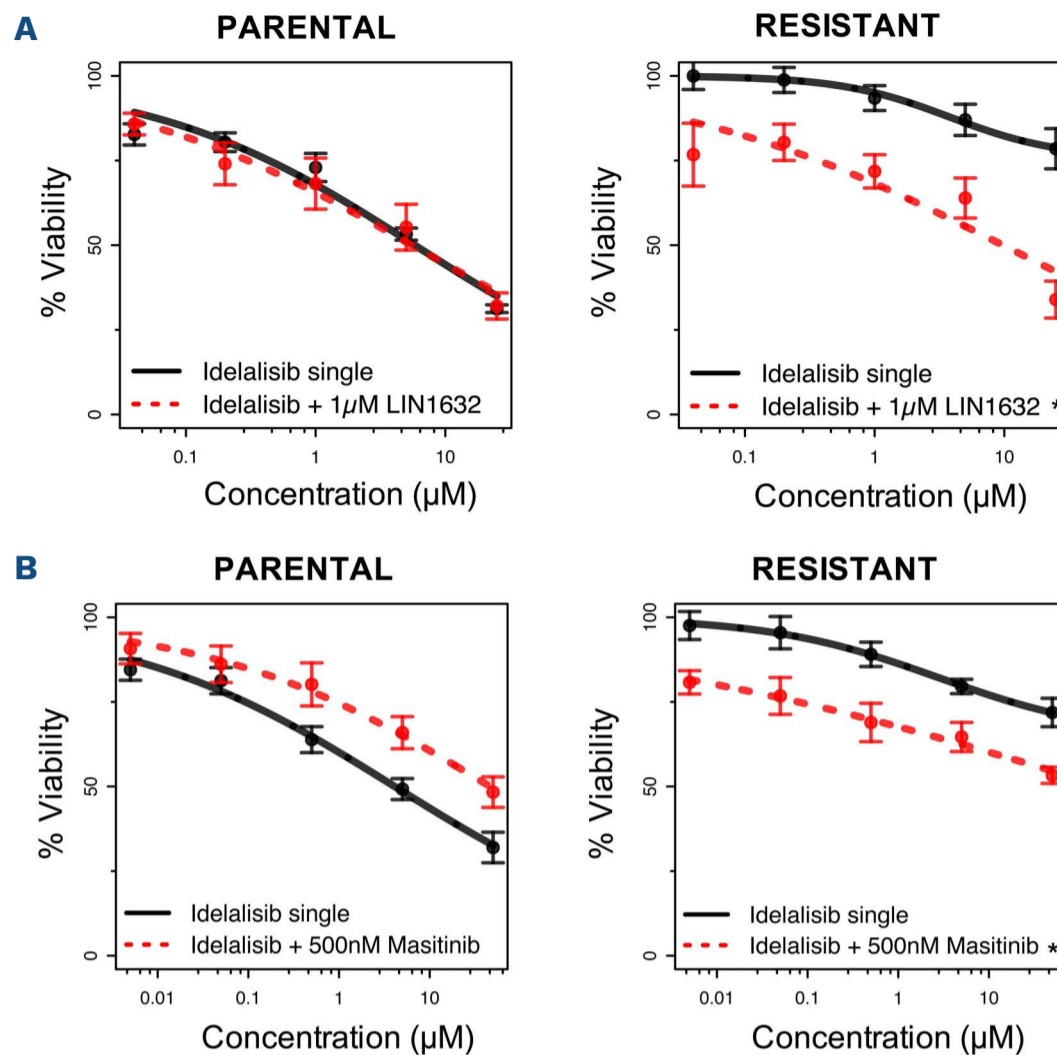 A
PARENTAL
RESISTANT
100
50
0
% Viability
Idelalisib single
Idelalisib + 1µM LIN1632
0.1 1 10
Concentration (µM)
100
50
0
% Viability
Idelalisib single
Idelalisib + 1µM LIN1632 *
0.1 1 10
Concentration (µM)
B
PARENTAL
RESISTANT
100
50
0
% Viability
Idelalisib single
Idelalisib + 500nM Masitinib
0.01 0.1 1 10
Concentration (µM)
100
50
0
% Viability
Idelalisib single
Idelalisib + 500nM Masitinib *
0.01 0.1 1 10
Concentration (µM)